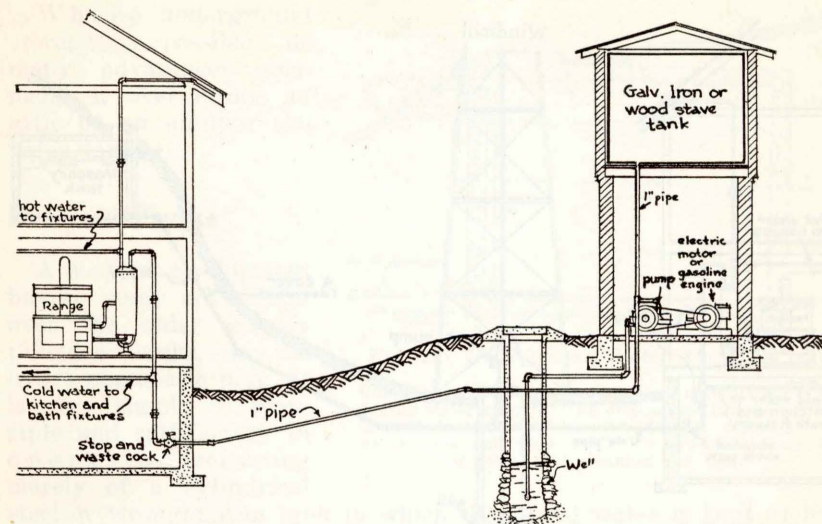 Galv. Iron or
wood stave
tank
1" pipe
electric
motor
or
gasoline
engine
pump
hot water
to fixtures
Range
Cold water to
kitchen and
bath fixtures
Stop and
waste cock
1" pipe
Well